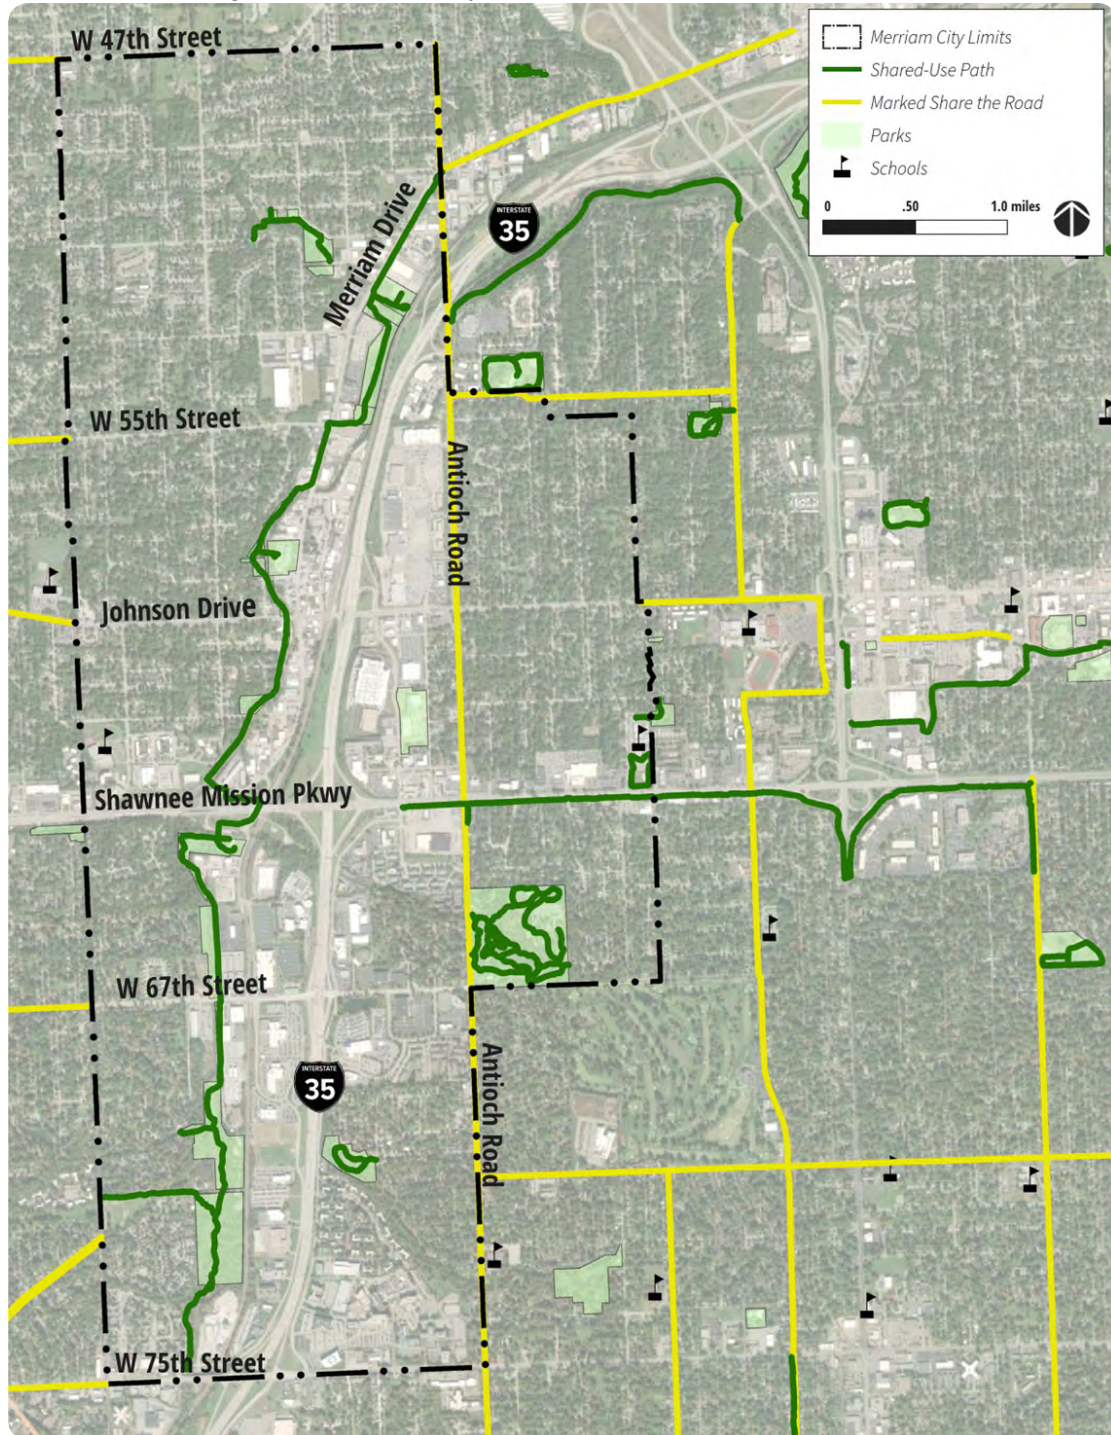 W 47th Street
Merriam City Limits
Shared-Use Path
Marked Share the Road
Parks
Schools
0 .50 1.0 miles
Merriam Drive
INTERSTATE
35
W 55th Street
Antioch Road
Johnson Drive
Shawnee Mission Pkwy
W 67th Street
INTERSTATE
35
Antioch Road
W 75th Street